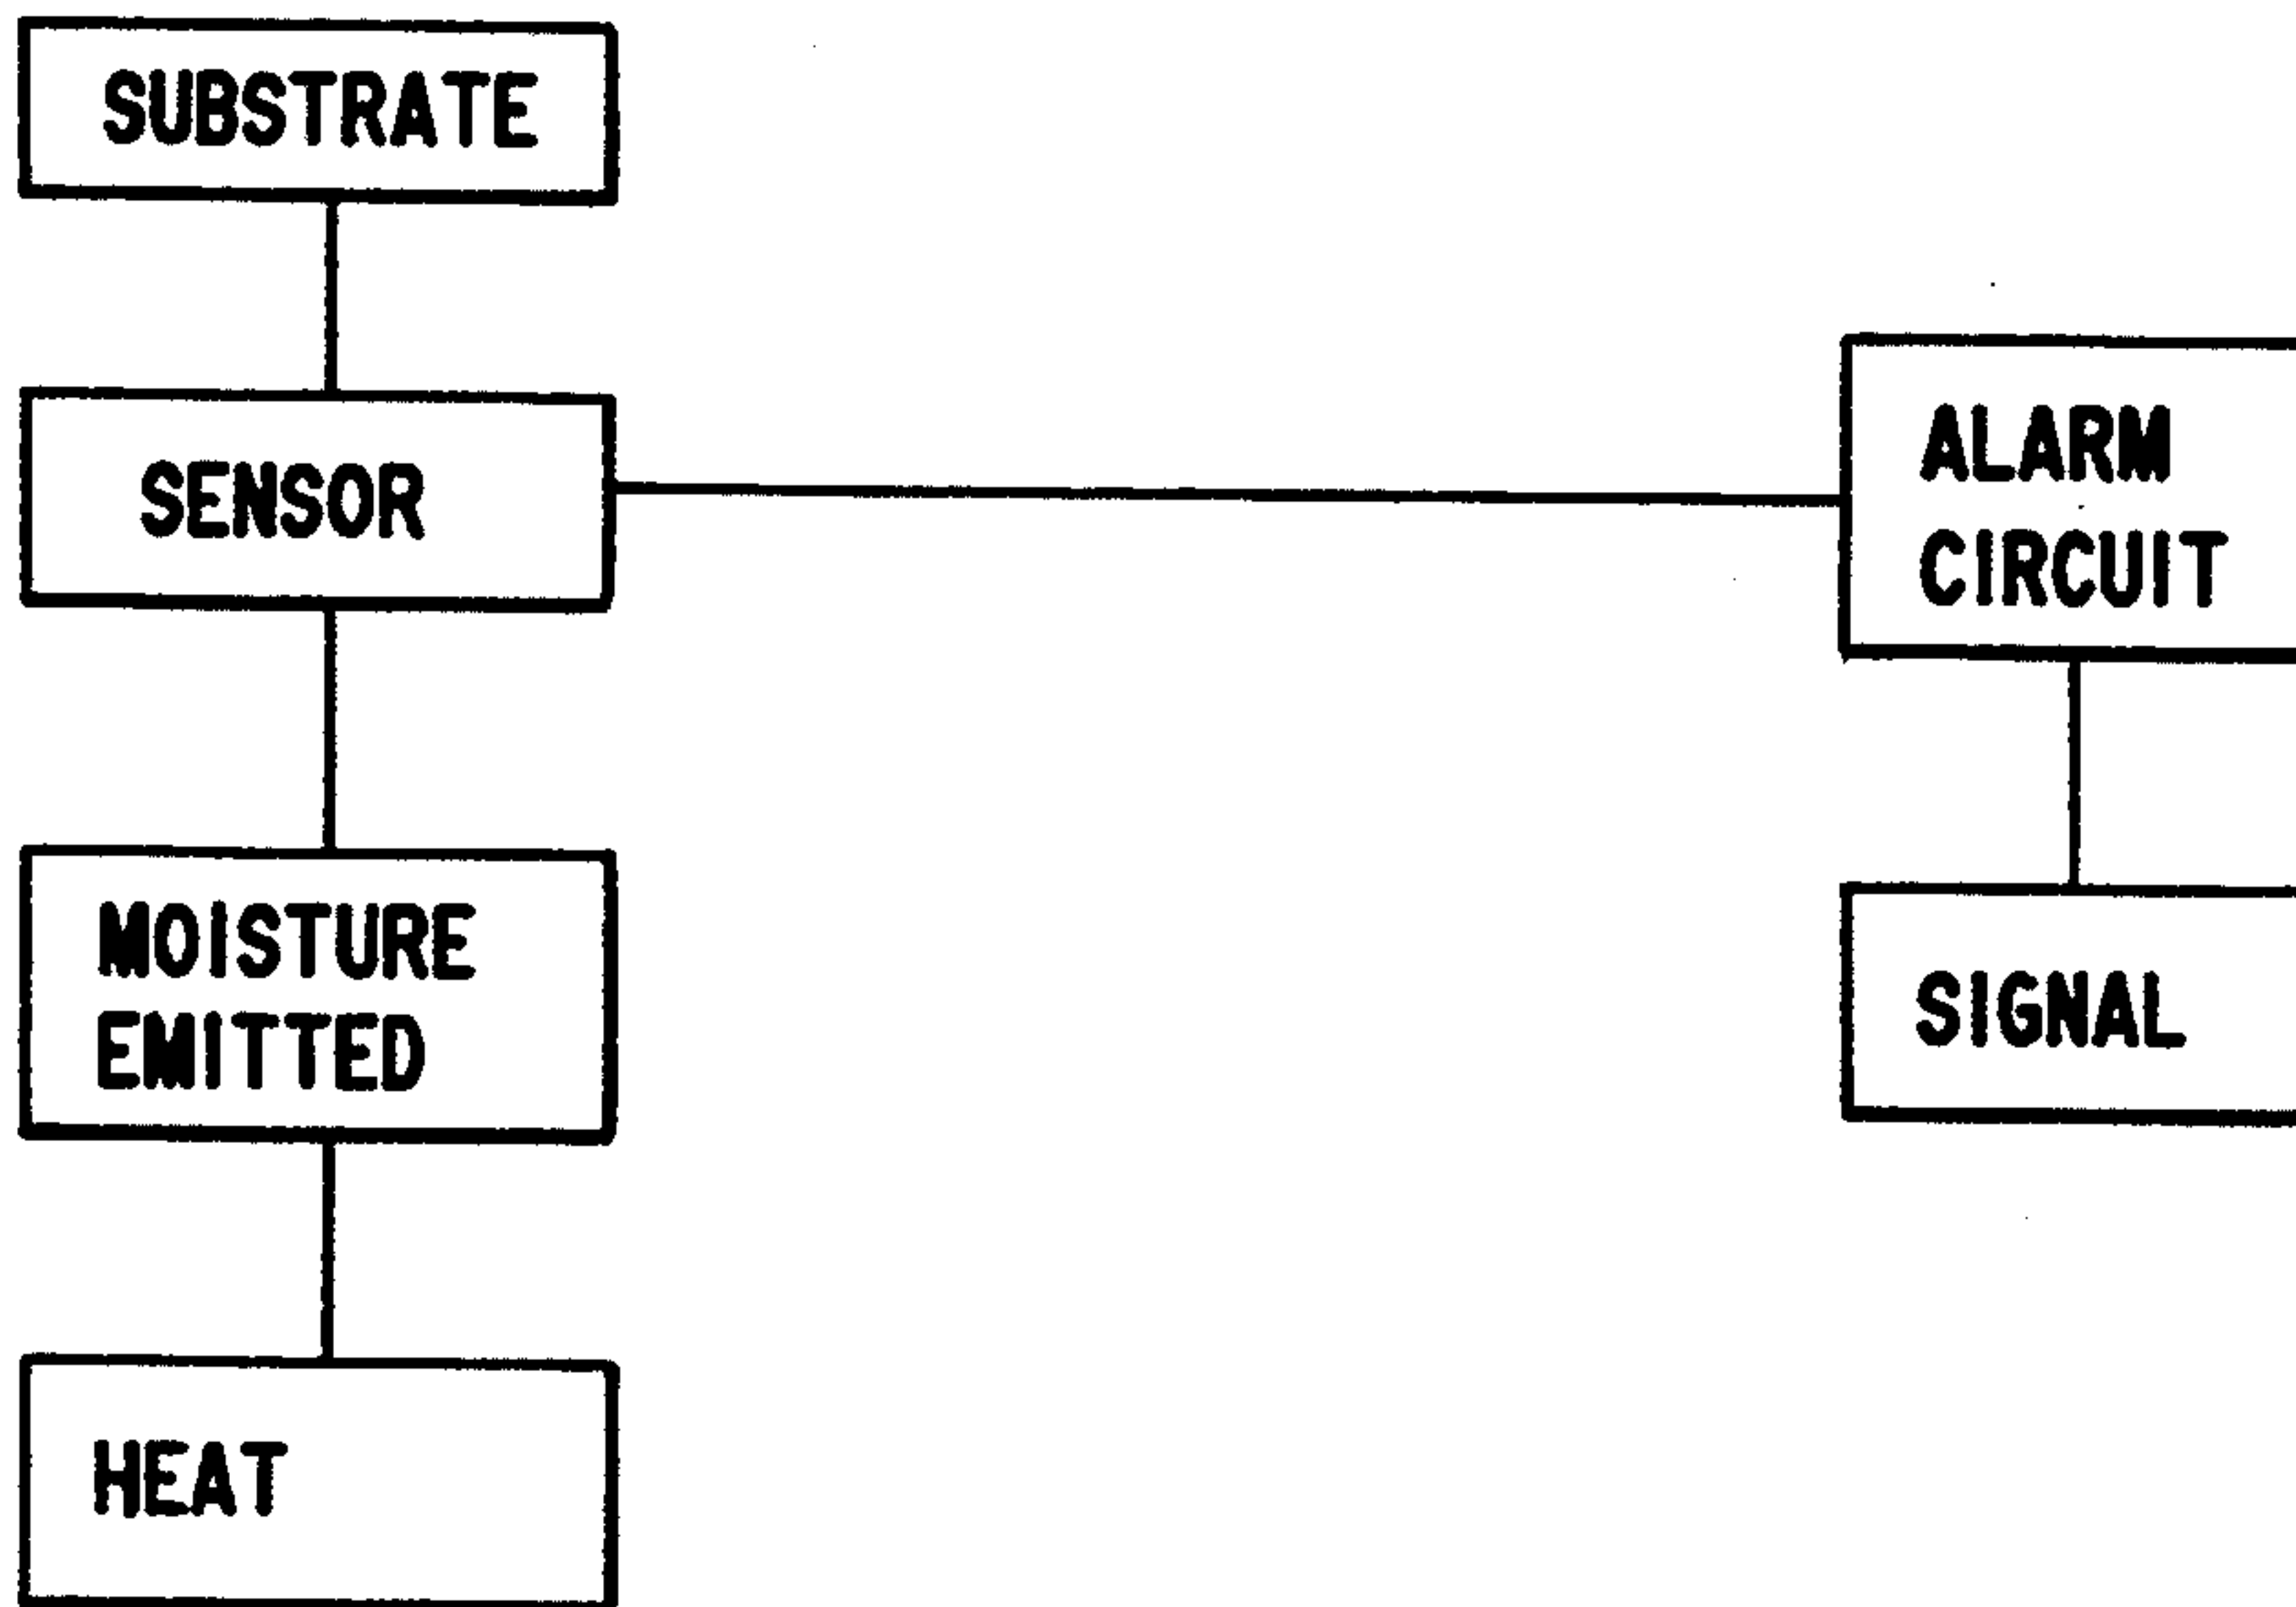 SUBSTRATE
SENSOR
ALARM
CIRCUIT
MOISTURE
EMITTED
SIGNAL
HEAT